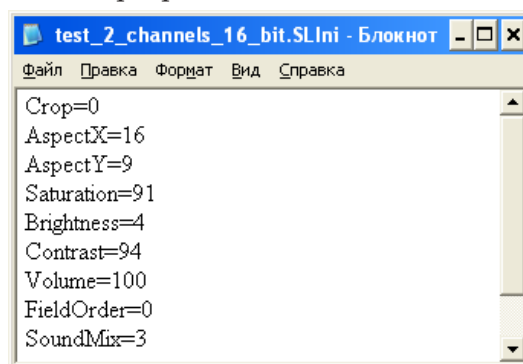 test_2_channels_16_bit.SLIni - Блокнот
Файл Правка Формат Вид Справка
Crop=0
AspectX=16
AspectY=9
Saturation=91
Brightness=4
Contrast=94
Volume=100
FieldOrder=0
SoundMix=3